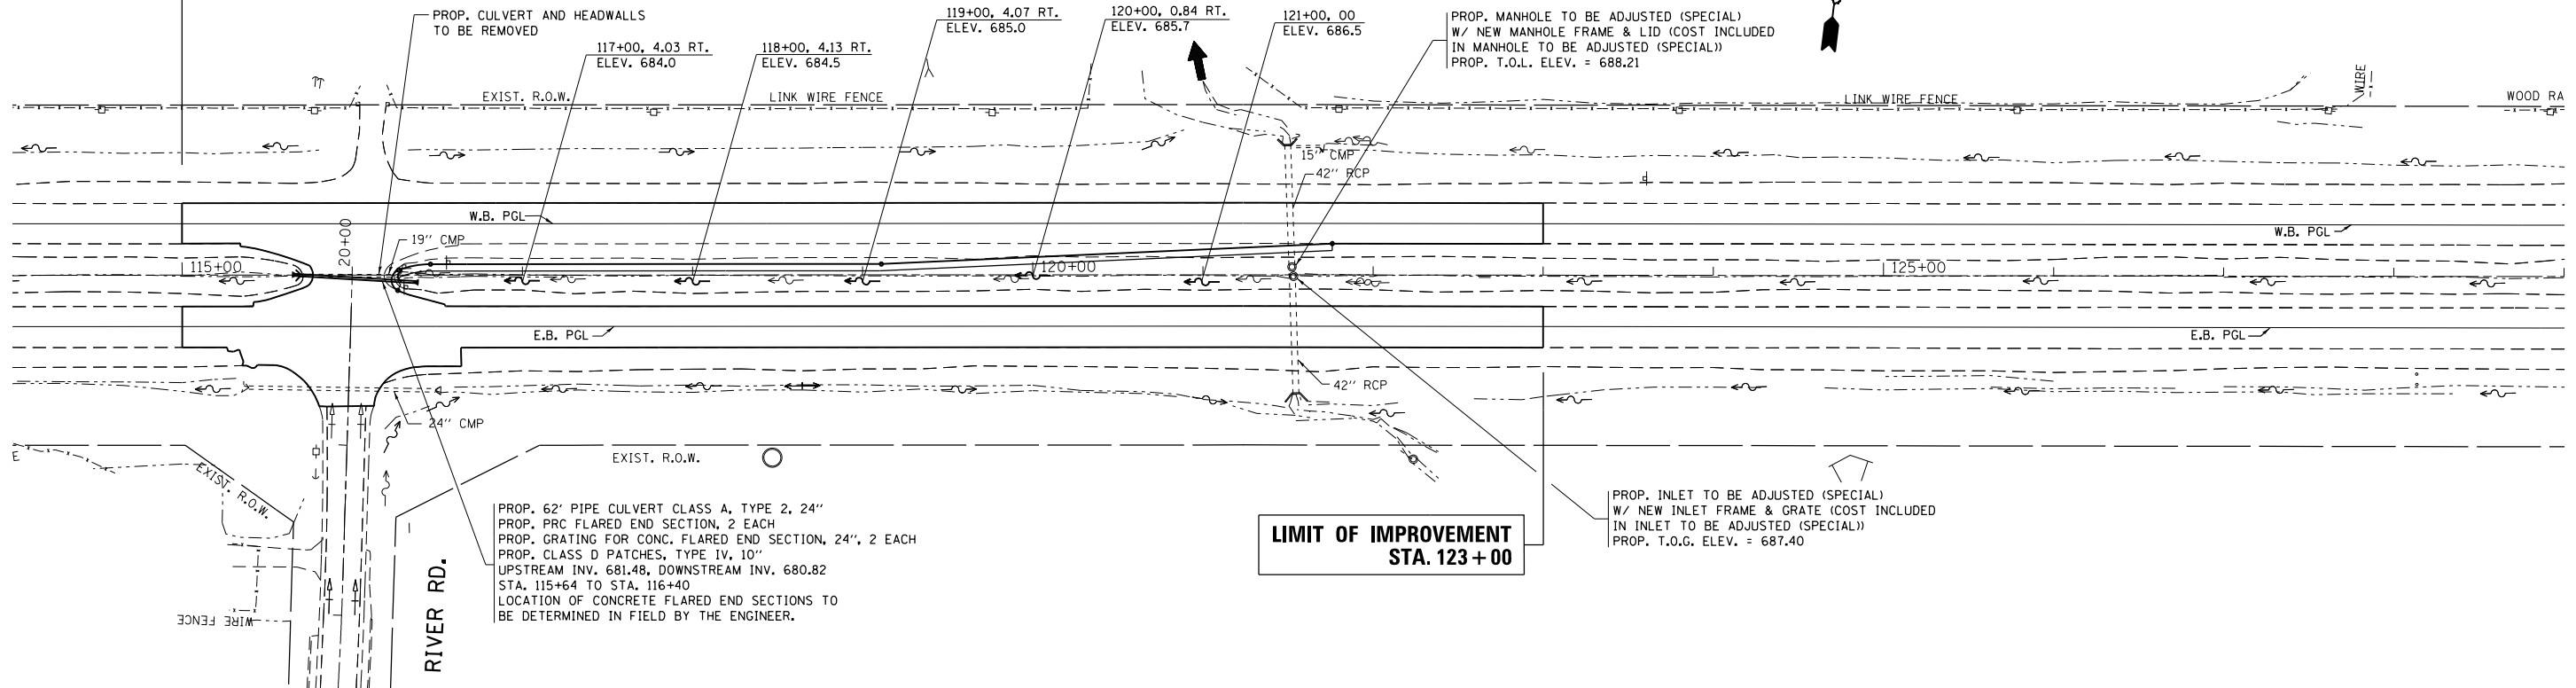 PROP. CULVERT AND HEADWALLS
TO BE REMOVED
117+00, 4.03 RT.
ELEV. 684.0
118+00, 4.13 RT.
ELEV. 684.5
119+00, 4.07 RT.
ELEV. 685.0
120+00, 0.84 RT.
ELEV. 685.7
121+00, 00
ELEV. 686.5
PROP. MANHOLE TO BE ADJUSTED (SPECIAL)
W/ NEW MANHOLE FRAME & LID (COST INCLUDED
IN MANHOLE TO BE ADJUSTED (SPECIAL))
PROP. T.O.L. ELEV. = 688.21
EXIST. R.O.W.
LINK WIRE FENCE
LINK WIRE FENCE
WIRE
WOOD RA
15" CMP
42" RCP
W.B. PGL
W.B. PGL
20+00
19" CMP
115+00
120+00
125+00
E.B. PGL
E.B. PGL
42" RCP
24" CMP
E
EXIST. R.O.W.
EXIST. R.O.W.
PROP. 62' PIPE CULVERT CLASS A, TYPE 2, 24"
PROP. PRC FLARED END SECTION, 2 EACH
PROP. GRATING FOR CONC. FLARED END SECTION, 24", 2 EACH
PROP. CLASS D PATCHES, TYPE IV, 10"
UPSTREAM INV. 681.48, DOWNSTREAM INV. 680.82
STA. 115+64 TO STA. 116+40
LOCATION OF CONCRETE FLARED END SECTIONS TO
BE DETERMINED IN FIELD BY THE ENGINEER.
LIMIT OF IMPROVEMENT
STA. 123+00
PROP. INLET TO BE ADJUSTED (SPECIAL)
W/ NEW INLET FRAME & GRATE (COST INCLUDED
IN INLET TO BE ADJUSTED (SPECIAL))
PROP. T.O.G. ELEV. = 687.40
WIRE FENCE
RIVER RD.